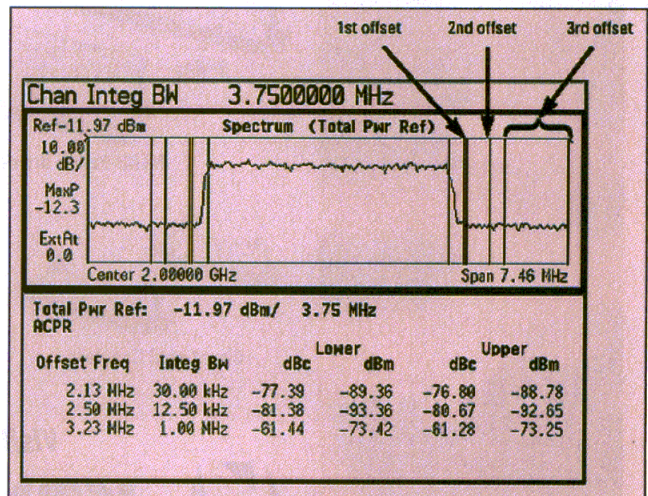 1st offset 2nd offset 3rd offset
Chan Integ BW 3.7500000 MHz
Ref-11.97 dBm Spectrum (Total Pwr Ref)
10.00
dB/
MaxP
-12.3
ExtAt
0.0
Center 2.00000 GHz Span 7.46 MHz
Total Pwr Ref: -11.97 dBm/ 3.75 MHz
ACPR
Lower Upper
Offset Freq Integ Bw dBc dBm dBc dBm
2.13 MHz 30.00 kHz -77.39 -89.36 -76.80 -88.78
2.50 MHz 12.50 kHz -81.38 -93.36 -80.67 -92.65
3.23 MHz 1.00 MHz -61.44 -73.42 -61.28 -73.25